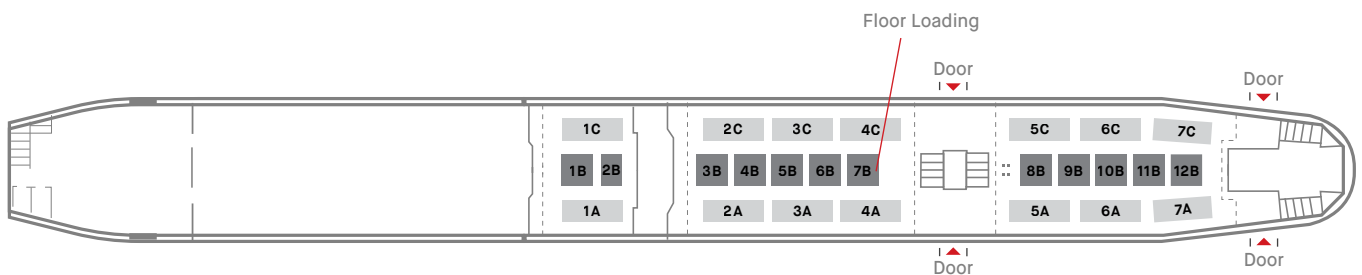 Floor Loading
Door
Door
1C
2C
3C
4C
5C
6C
7C
1B
2B
3B
4B
5B
6B
7B
8B
9B
10B
11B
12B
1A
2A
3A
4A
5A
6A
7A
Door
Door